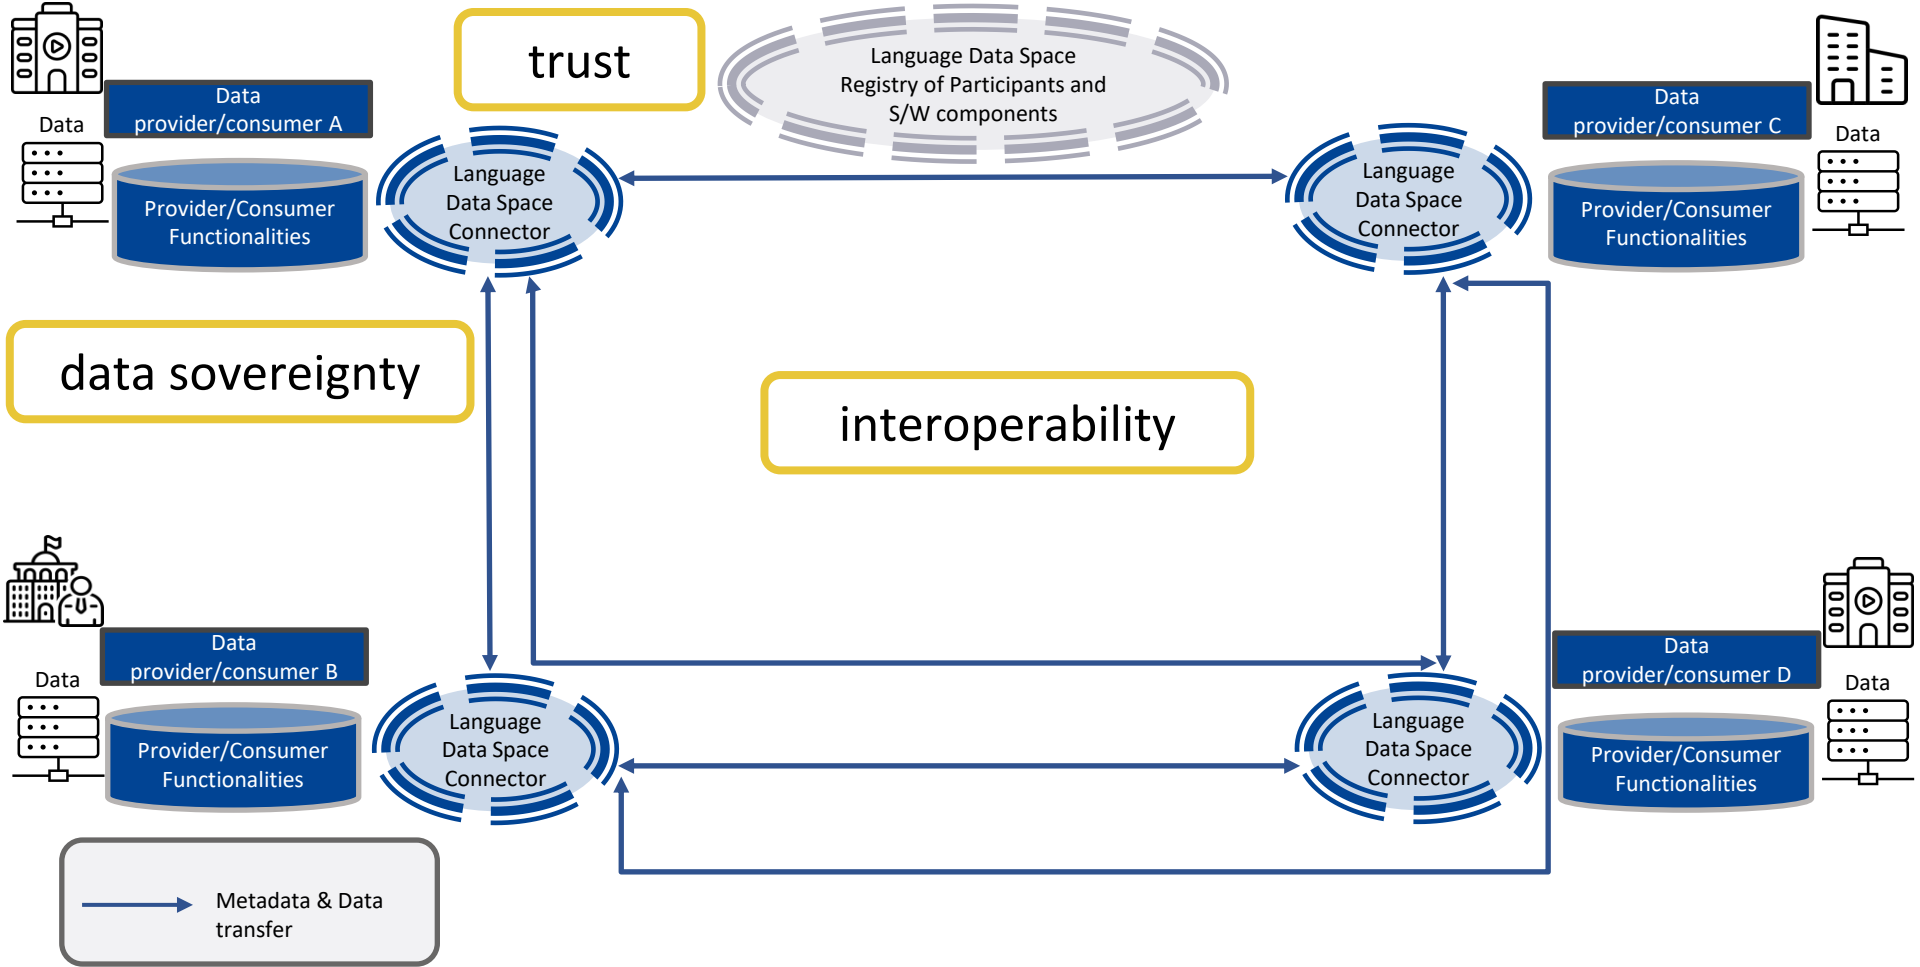 trust
Language Data Space
Registry of Participants and
S/W components
Data
provider/consumer A
Data
Provider/Consumer
Functionalities
Language
Data Space
Connector
Language
Data Space
Connector
Data
provider/consumer C
Data
Provider/Consumer
Functionalities
data sovereignty
interoperability
Data
provider/consumer B
Data
Provider/Consumer
Functionalities
Language
Data Space
Connector
Language
Data Space
Connector
Data
provider/consumer D
Data
Provider/Consumer
Functionalities
Metadata & Data
transfer